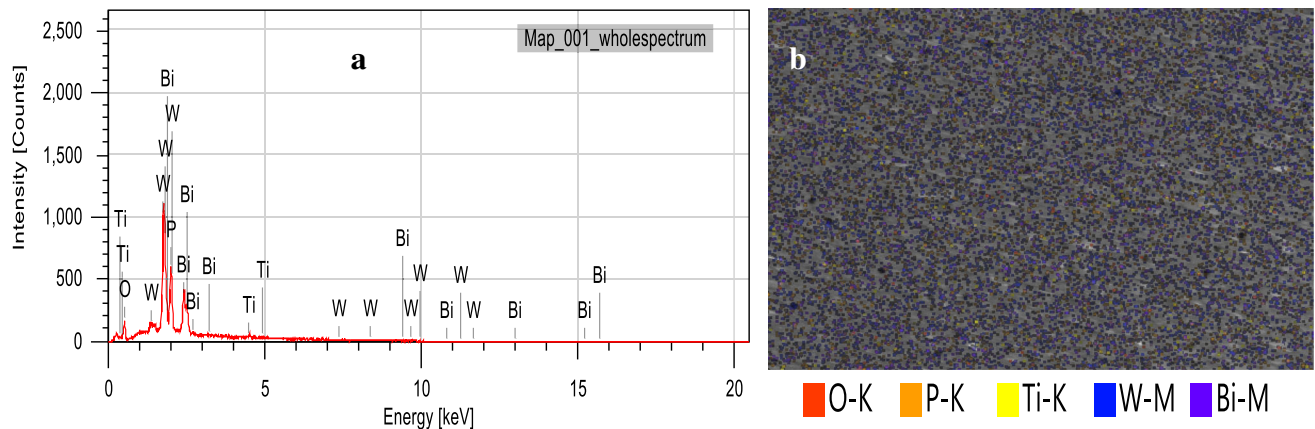 a
Map_001_wholespectrum
Intensity [Counts]
2,500
2,000
1,500
1,000
500
0
Bi
W
W
W
Bi
P
Ti
Ti
O
W
Bi
Bi
Bi
Ti
Ti
W
W
Bi
W
W
Bi
W
W
Bi
Bi
Bi
0
5
10
15
20
Energy [keV]
b
O-K P-K Ti-K W-M Bi-M